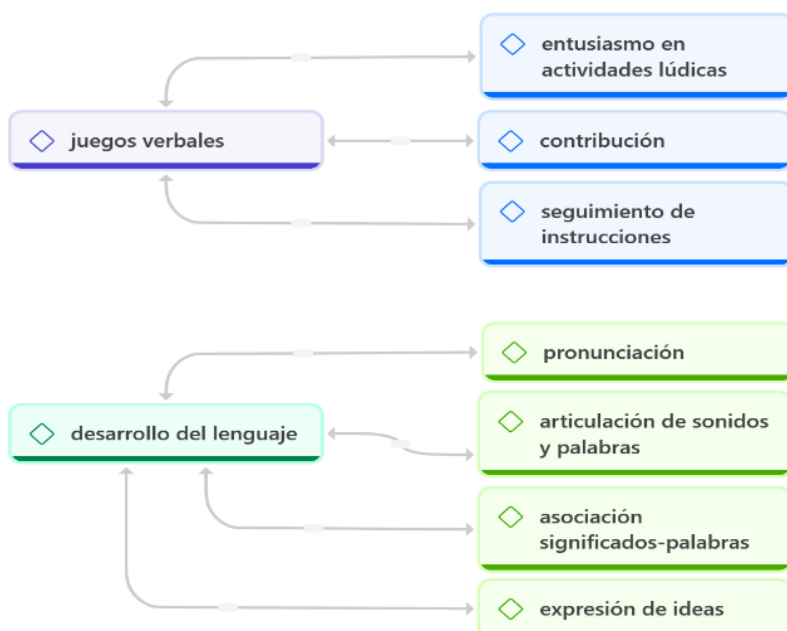 entusiasmo en
actividades lúdicas
juegos verbales
contribución
seguimiento de
instrucciones
pronunciación
desarrollo del lenguaje
articulación de sonidos
y palabras
asociación
significados-palabras
expresión de ideas